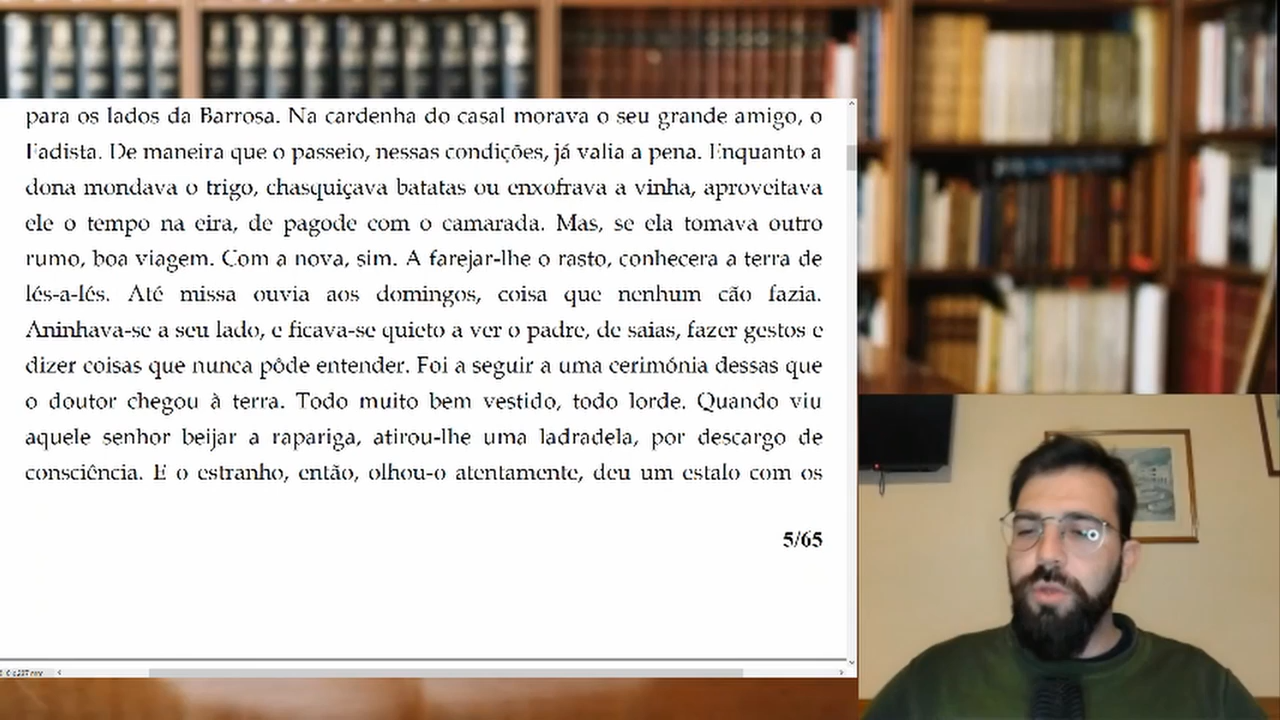 para os lados da Barrosa. Na cardenha do casal morava o seu grande amigo, o
Fadista. De maneira que o passeio, nessas condições, já valia a pena. Enquanto a
dona mondava o trigo, chasquiçava batatas ou enxofrava a vinha, aproveitava
ele o tempo na eira, de pagode com o camarada. Mas, se ela tomava outro
rumo, boa viagem. Com a nova, sim. A farejar-lhe o rasto, conhecera a terra de
lés-a-lés. Até missa ouvia aos domingos, coisa que nenhum cão fazia.
Aninhava-se a seu lado, e ficava-se quieto a ver o padre, de saias, fazer gestos e
dizer coisas que nunca pôde entender. Foi a seguir a uma cerimónia dessas que
o doutor chegou à terra. Todo muito bem vestido, todo lorde. Quando viu
aquele senhor beijar a rapariga, atirou-lhe uma ladradela, por descargo de
consciência. E o estranho, então, olhou-o atentamente, deu um estalo com os
5/65